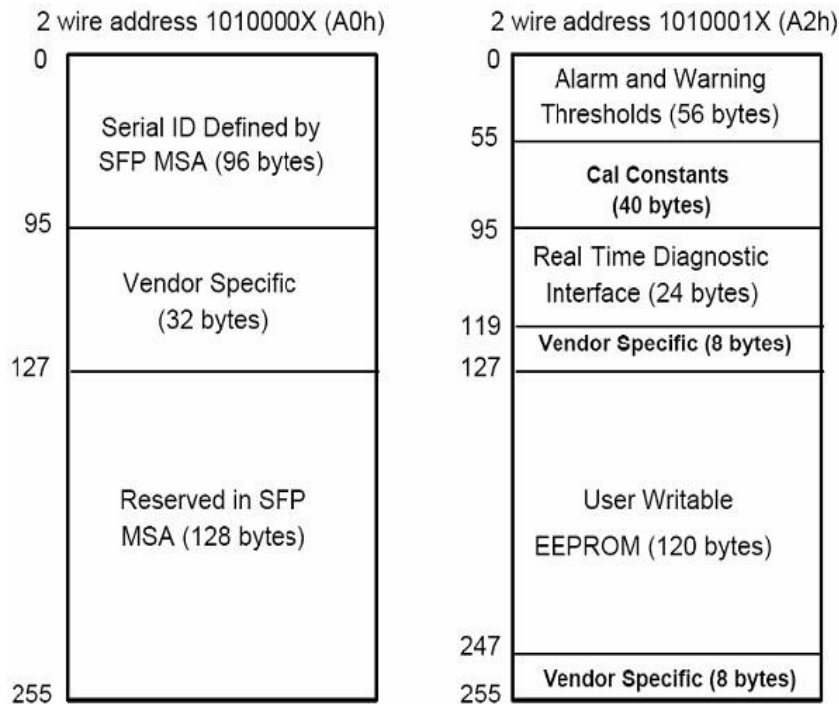 2 wire address 1010000X (A0h)
0
Serial ID Defined by
SFP MSA (96 bytes)
95
Vendor Specific
(32 bytes)
127
Reserved in SFP
MSA (128 bytes)
255
2 wire address 1010001X (A2h)
0
Alarm and Warning
Thresholds (56 bytes)
55
Cal Constants
(40 bytes)
95
Real Time Diagnostic
Interface (24 bytes)
119
Vendor Specific (8 bytes)
127
User Writable
EEPROM (120 bytes)
247
Vendor Specific (8 bytes)
255